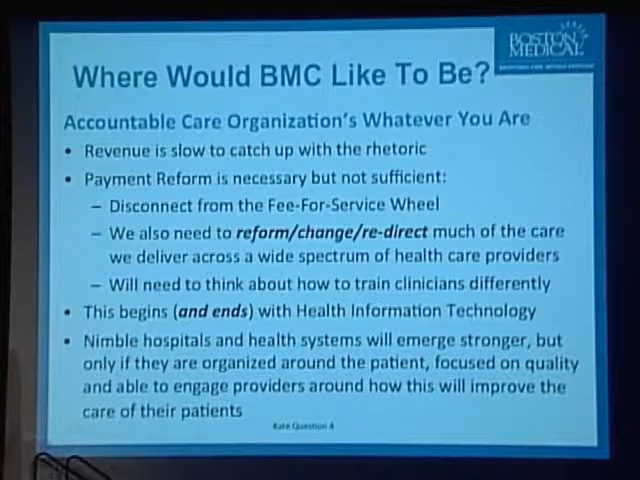 BOSTON
MEDICAL
Where Would BMC Like To Be?
Accountable Care Organization's Whatever You Are
• Revenue is slow to catch up with the rhetoric
• Payment Reform is necessary but not sufficient:
– Disconnect from the Fee-For-Service Wheel
– We also need to reform/change/re-direct much of the care
we deliver across a wide spectrum of health care providers
– Will need to think about how to train clinicians differently
• This begins (and ends) with Health Information Technology
• Nimble hospitals and health systems will emerge stronger, but
only if they are organized around the patient, focused on quality
and able to engage providers around how this will improve the
care of their patients
Kate Question 4